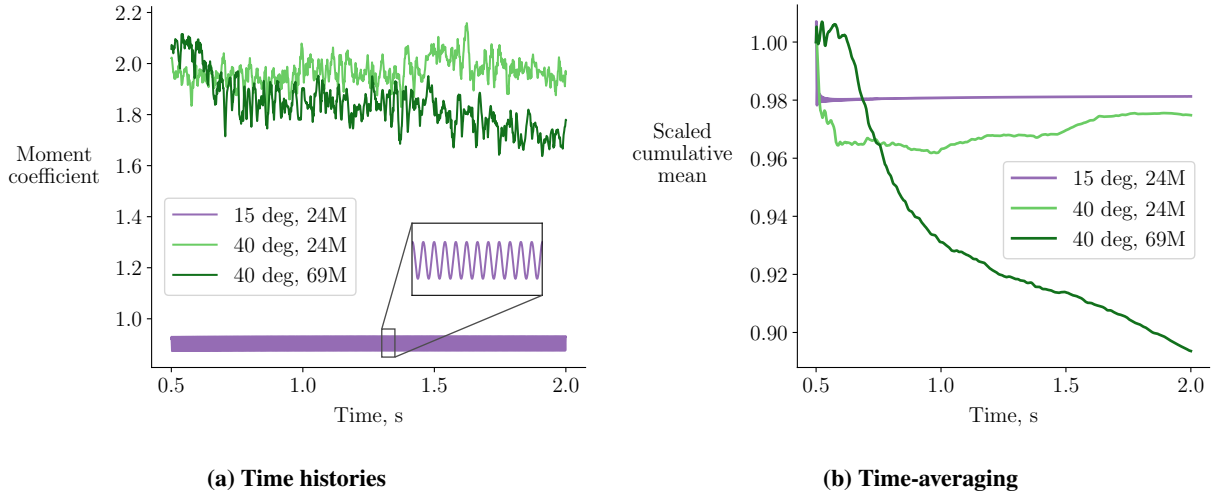 2.2
2.0
1.8
1.6
1.4
1.2
1.0
Moment
coefficient
15 deg, 24M
40 deg, 24M
40 deg, 69M
0.5
1.0
1.5
2.0
Time, s
(a) Time histories
1.00
0.98
0.96
0.94
0.92
0.90
Scaled
cumulative
mean
15 deg, 24M
40 deg, 24M
40 deg, 69M
0.5
1.0
1.5
2.0
Time, s
(b) Time-averaging